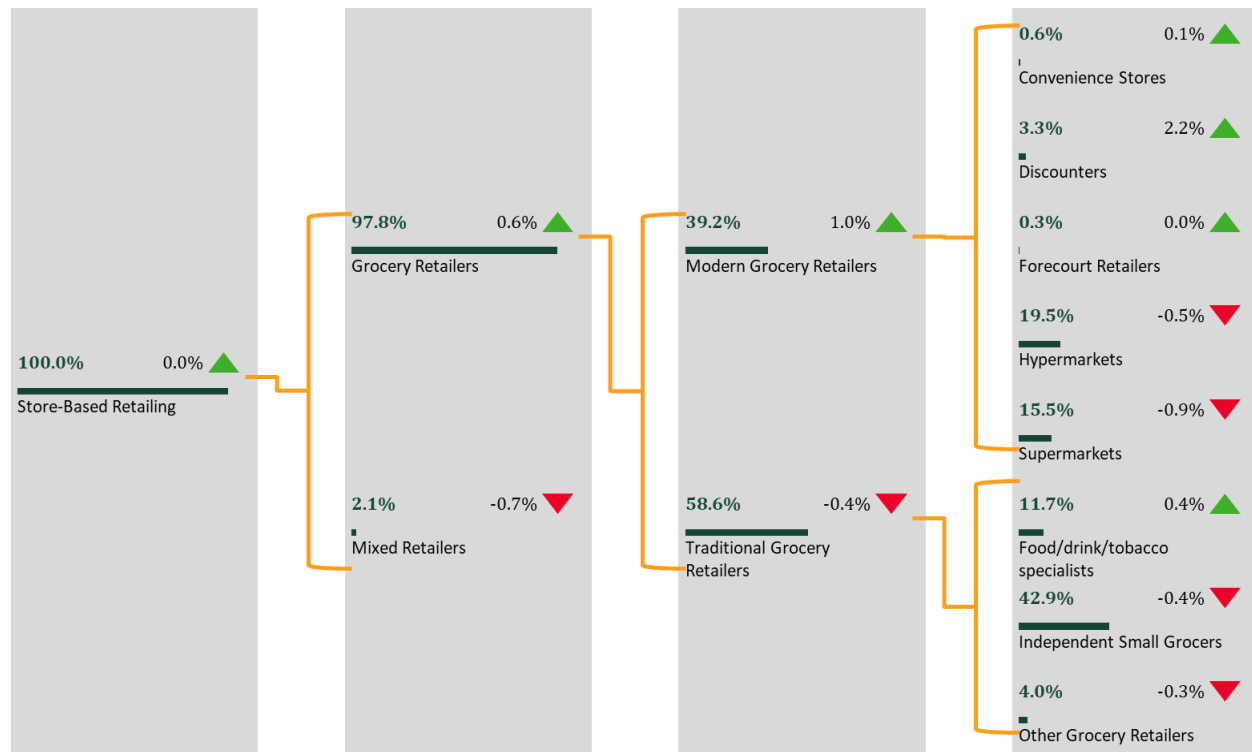 100.0% 0.0%
Store-Based Retailing
97.8% 0.6%
Grocery Retailers
2.1% -0.7%
Mixed Retailers
39.2% 1.0%
Modern Grocery Retailers
58.6% -0.4%
Traditional Grocery
Retailers
0.6% 0.1%
Convenience Stores
3.3% 2.2%
Discounters
0.3% 0.0%
Forecourt Retailers
19.5% -0.5%
Hypermarkets
15.5% -0.9%
Supermarkets
11.7% 0.4%
Food/drink/tobacco
specialists
42.9% -0.4%
Independent Small Grocers
4.0% -0.3%
Other Grocery Retailers